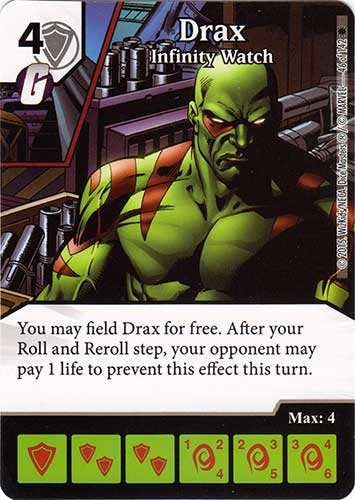 4
Drax
Infinity Watch
G
You may field Drax for free. After your
Roll and Reroll step, your opponent may
pay 1 life to prevent this effect this turn.
Max: 4
1 2 4
2 3 5
3 4 6